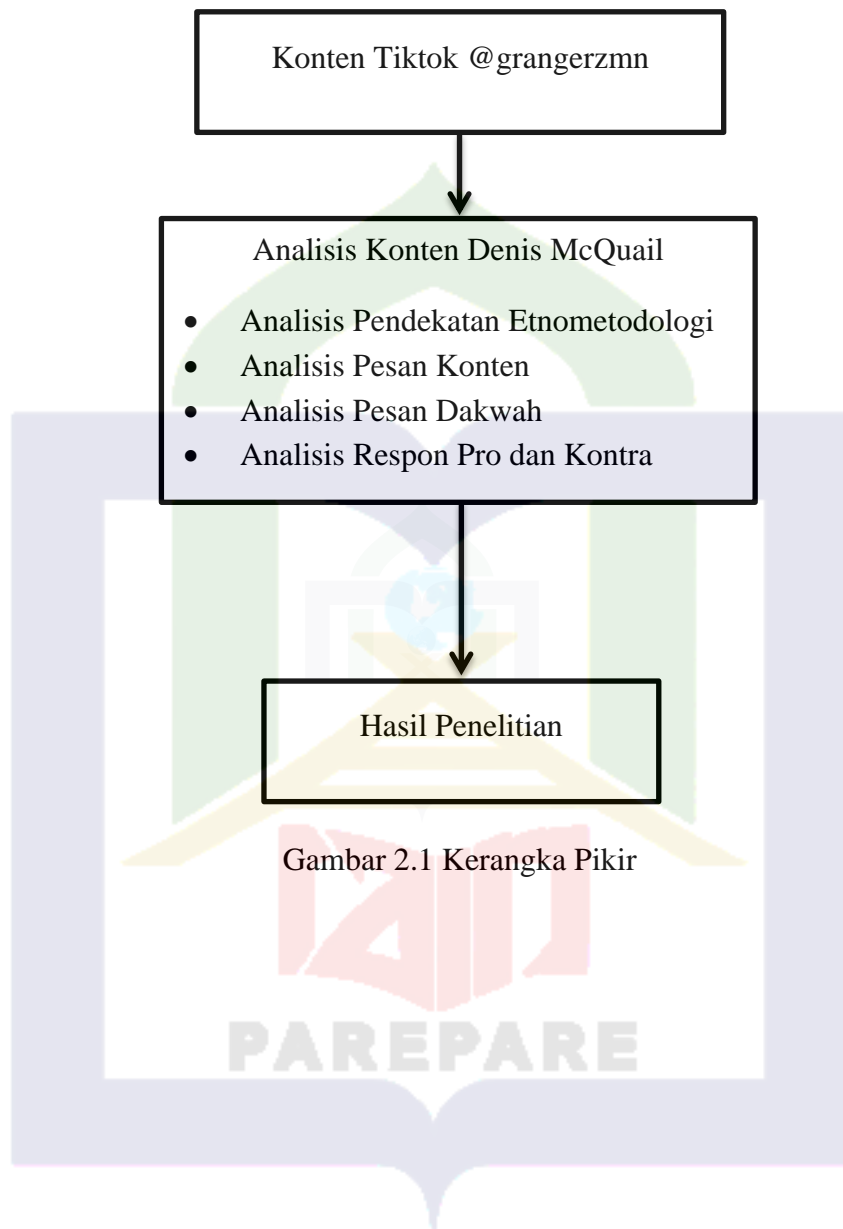 Konten Tiktok @grangerzmn
Analisis Konten Denis McQuail
• Analisis Pendekatan Etnometodologi
• Analisis Pesan Konten
• Analisis Pesan Dakwah
• Analisis Respon Pro dan Kontra
Hasil Penelitian
Gambar 2.1 Kerangka Pikir
PAREPARE